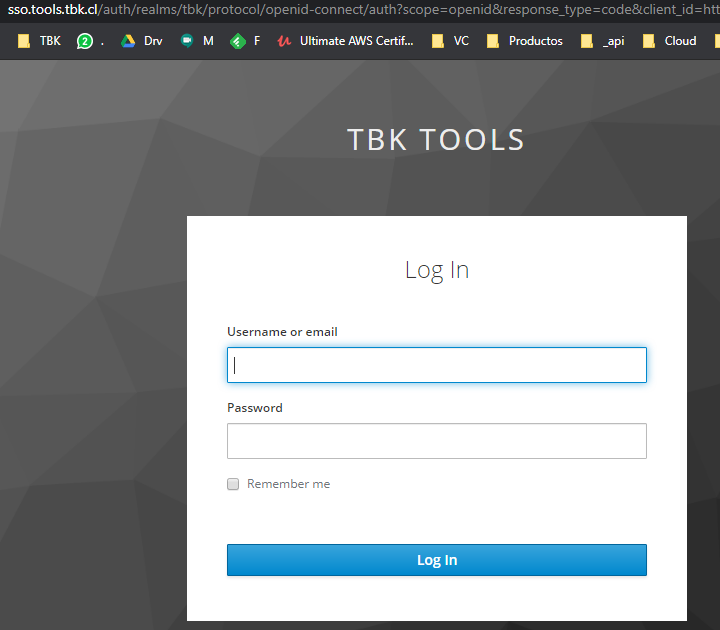 sso.tools.tbk.cl/auth/realms/tbk/protocol/openid-connect/auth?scope=openid&response_type=code&client_id=htt
TBK 2 . Drv M F Ultimate AWS Certif... VC Productos _api Cloud
TBK TOOLS
Log In
Username or email
Password
Remember me
Log In